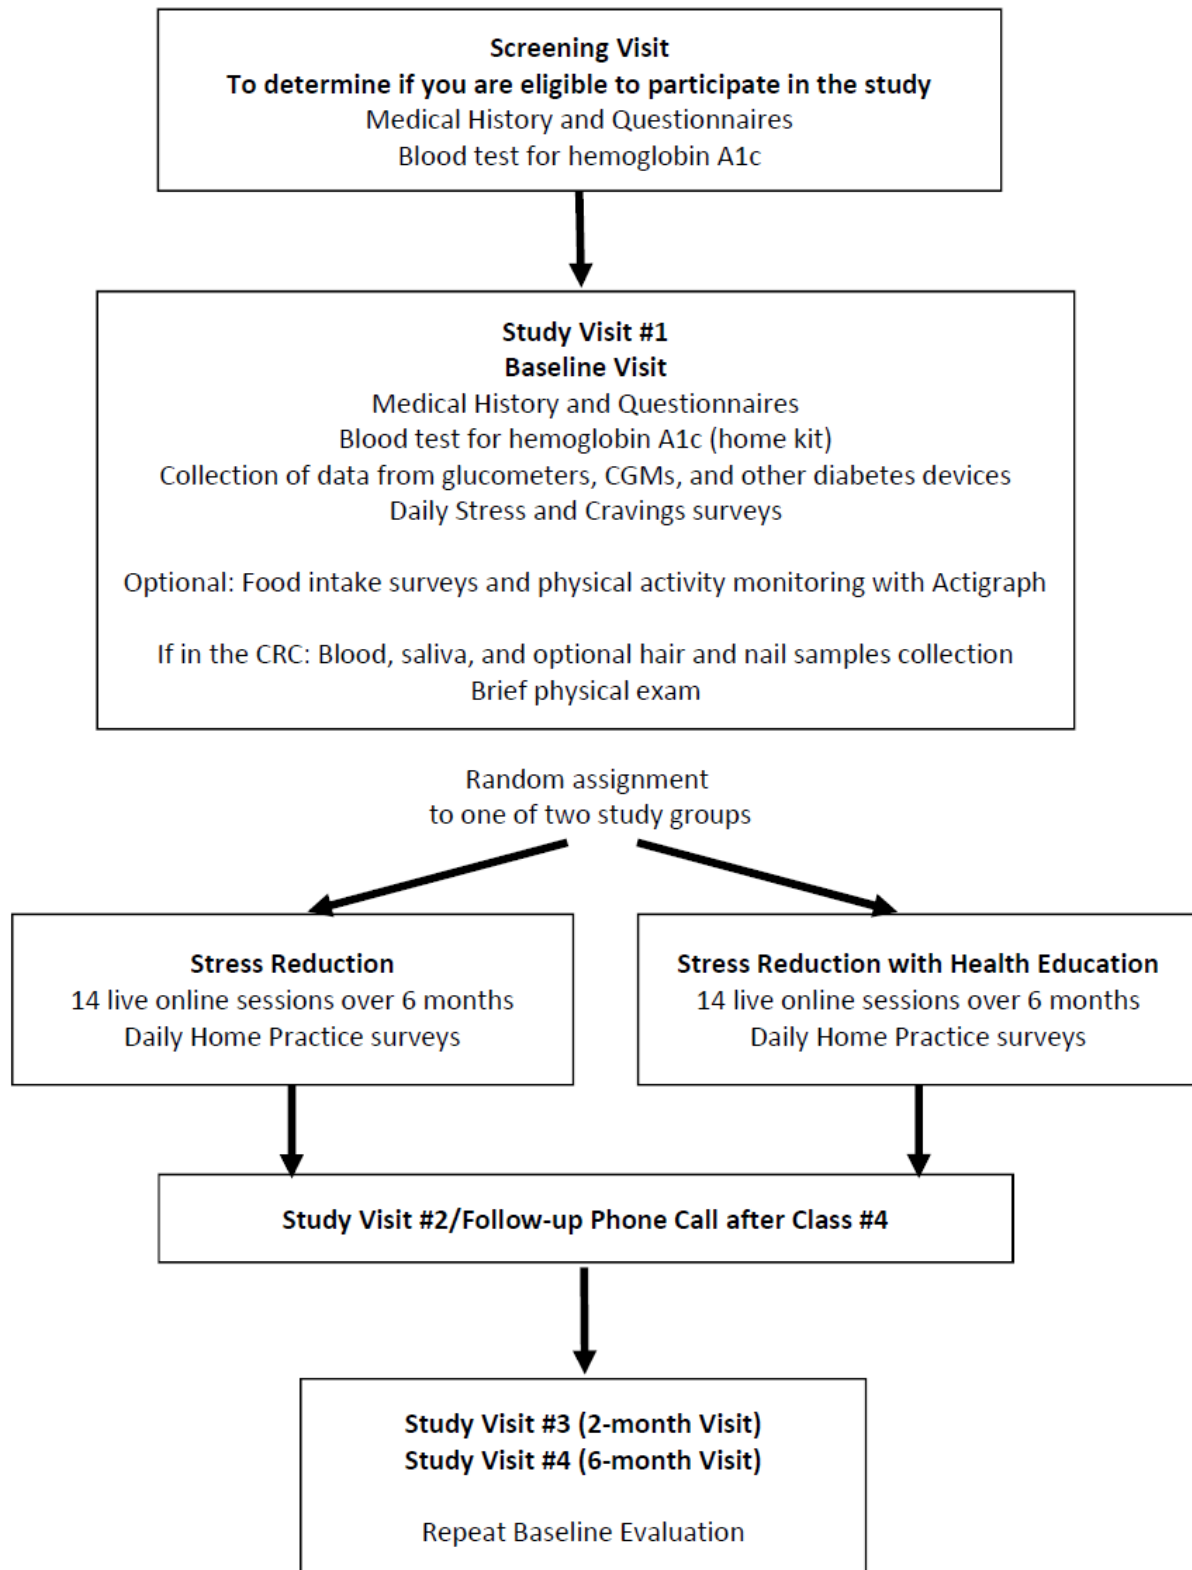 Screening Visit
To determine if you are eligible to participate in the study
Medical History and Questionnaires
Blood test for hemoglobin A1c
Study Visit #1
Baseline Visit
Medical History and Questionnaires
Blood test for hemoglobin A1c (home kit)
Collection of data from glucometers, CGMs, and other diabetes devices
Daily Stress and Cravings surveys
Optional: Food intake surveys and physical activity monitoring with Actigraph
If in the CRC: Blood, saliva, and optional hair and nail samples collection
Brief physical exam
Random assignment
to one of two study groups
Stress Reduction
14 live online sessions over 6 months
Daily Home Practice surveys
Stress Reduction with Health Education
14 live online sessions over 6 months
Daily Home Practice surveys
Study Visit #2/Follow-up Phone Call after Class #4
Study Visit #3 (2-month Visit)
Study Visit #4 (6-month Visit)
Repeat Baseline Evaluation